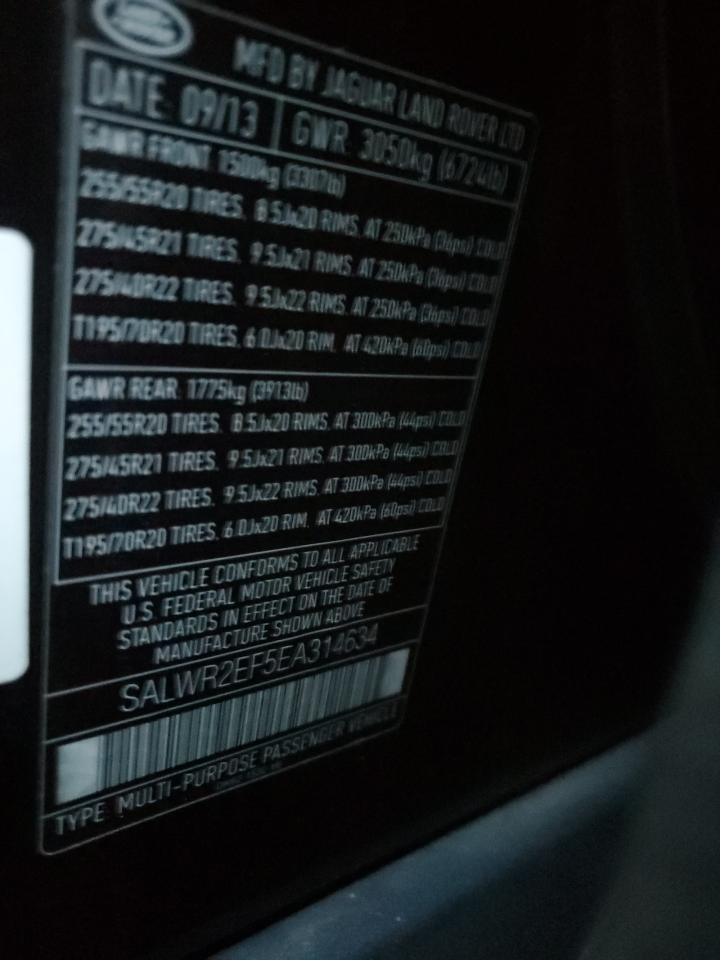 MFD BY JAGUAR LAND ROVER LTD
DATE: 09/13 GWR: 3050kg (6724lb)
GAWR FRONT: 1500kg (3307lb)
255/55R20 TIRES, 8.5Jx20 RIMS, AT 250kPa (36psi) COLD
275/45R21 TIRES, 9.5Jx21 RIMS, AT 250kPa (36psi) COLD
275/40R22 TIRES, 9.5Jx22 RIMS, AT 250kPa (36psi) COLD
T195/70R20 TIRES, 6.0Jx20 RIM, AT 420kPa (60psi) COLD
GAWR REAR: 1775kg (3913lb)
255/55R20 TIRES, 8.5Jx20 RIMS, AT 300kPa (44psi) COLD
275/45R21 TIRES, 9.5Jx21 RIMS, AT 300kPa (44psi) COLD
275/40R22 TIRES, 9.5Jx22 RIMS, AT 300kPa (44psi) COLD
T195/70R20 TIRES, 6.0Jx20 RIM, AT 420kPa (60psi) COLD
THIS VEHICLE CONFORMS TO ALL APPLICABLE
U.S. FEDERAL MOTOR VEHICLE SAFETY
STANDARDS IN EFFECT ON THE DATE OF
MANUFACTURE SHOWN ABOVE
SALWR2EF5EA314634
TYPE: MULTI-PURPOSE PASSENGER VEHICLE